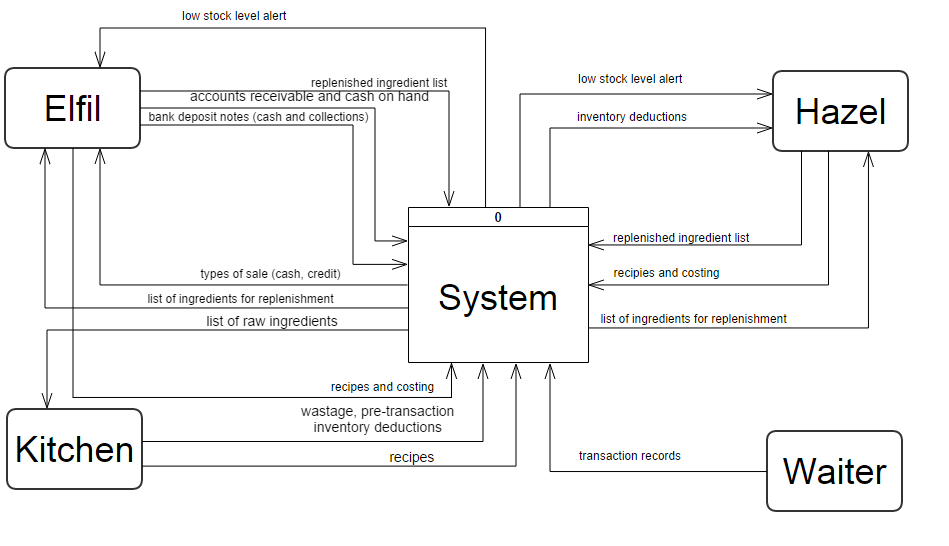 low stock level alert
Elfil
replenished ingredient list
accounts receivable and cash on hand
bank deposit notes (cash and collections)
low stock level alert
inventory deductions
Hazel
0
System
replenished ingredient list
recipies and costing
list of ingredients for replenishment
types of sale (cash, credit)
list of ingredients for replenishment
list of raw ingredients
recipes and costing
wastage, pre-transaction
inventory deductions
recipes
Kitchen
transaction records
Waiter